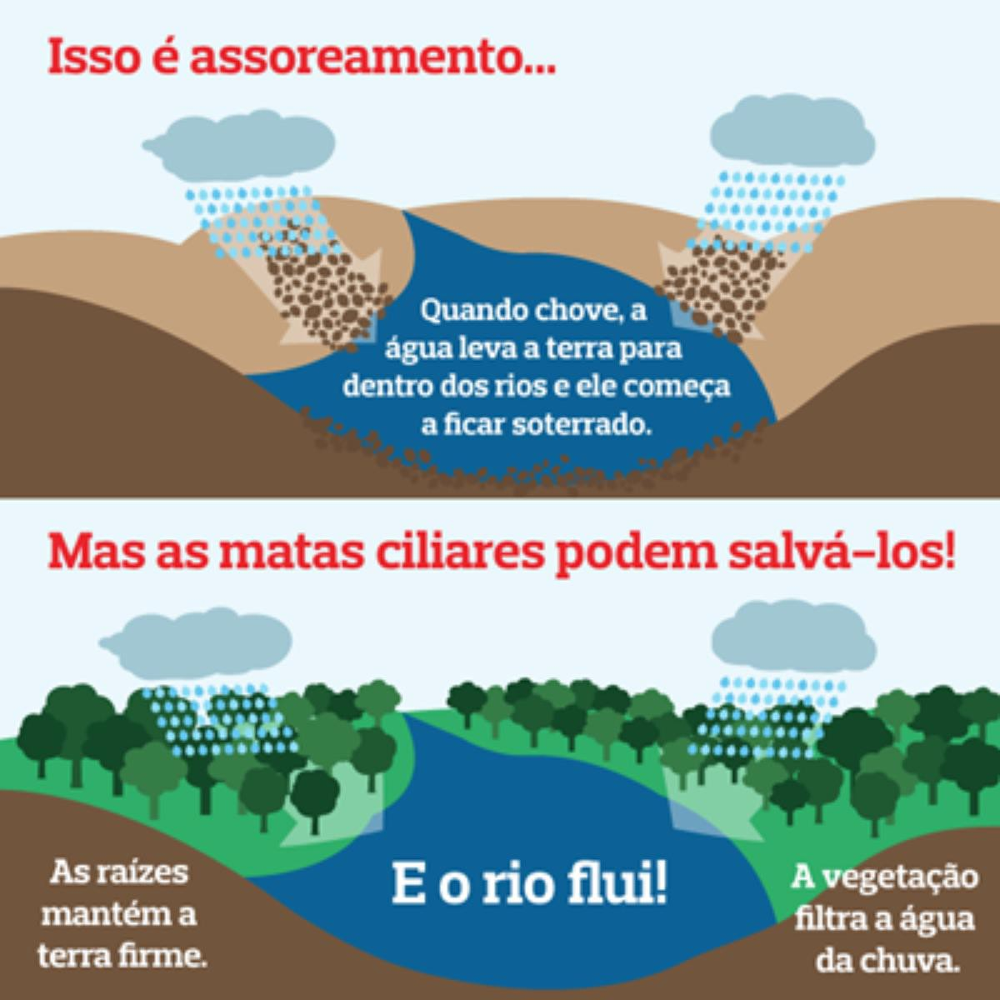 Isso é assoreamento...
Quando chove, a
água leva a terra para
dentro dos rios e ele começa
a ficar soterrado.
Mas as matas ciliares podem salvá-los!
E o rio flui!
As raízes
mantém a
terra firme.
A vegetação
filtra a água
da chuva.